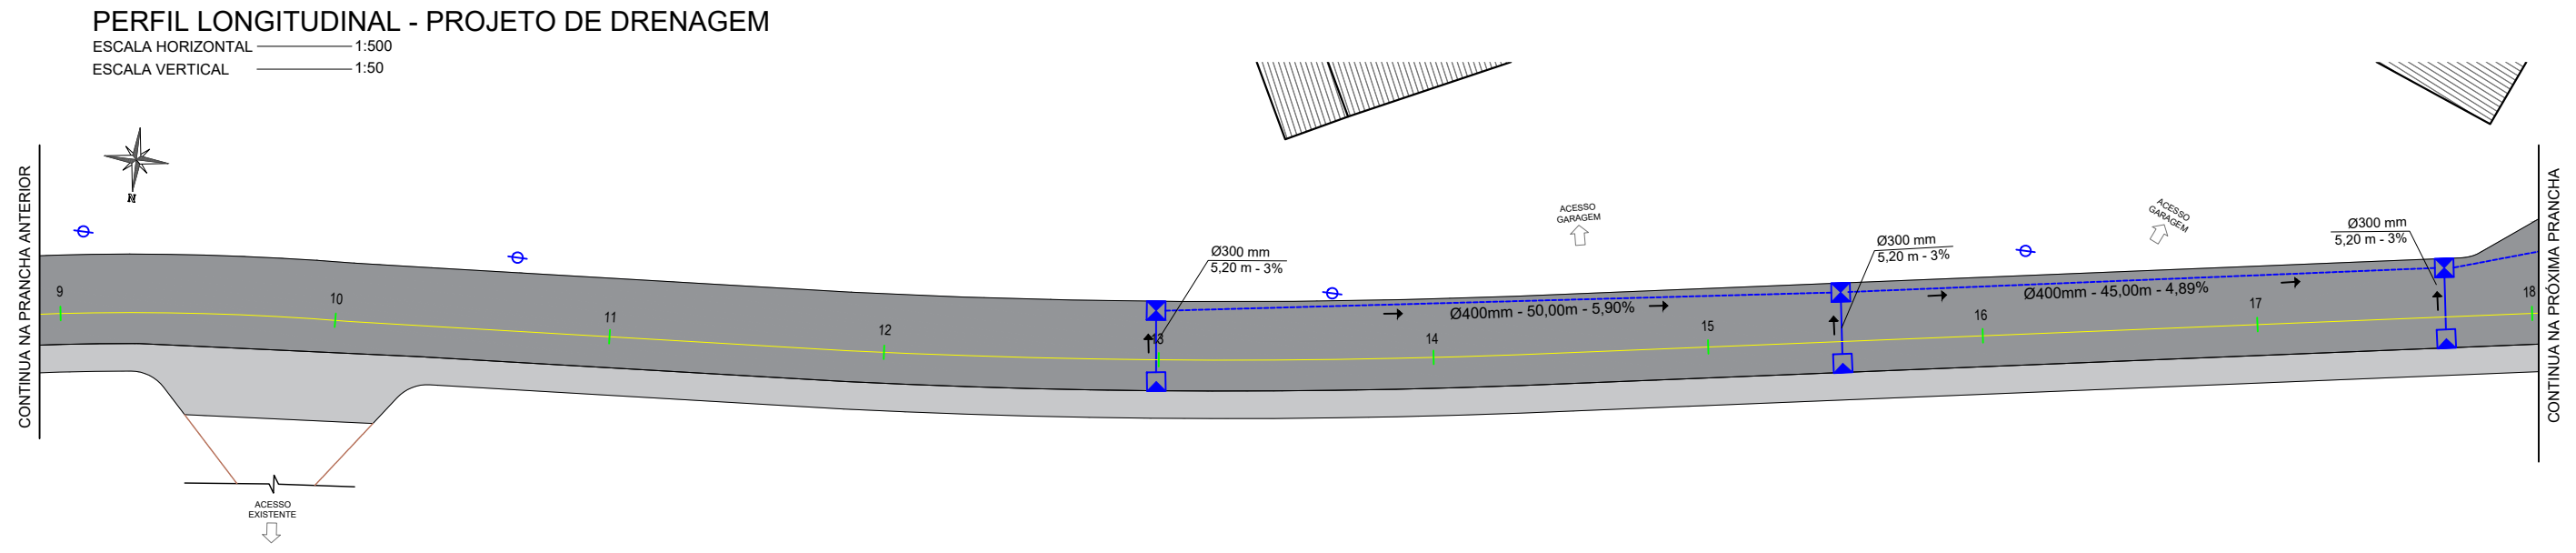 PERFIL LONGITUDINAL - PROJETO DE DRENAGEM
ESCALA HORIZONTAL 1:500
ESCALA VERTICAL 1:50
CONTINUA NA PRANCHA ANTERIOR
N
9
10
11
12
13
14
15
16
17
18
Ø300 mm
5,20 m - 3%
Ø400mm - 50,00m - 5,90%
ACESSO
GARAGEM
Ø300 mm
5,20 m - 3%
Ø400mm - 45,00m - 4,89%
ACESSO
GARAGEM
Ø300 mm
5,20 m - 3%
CONTINUA NA PRÓXIMA PRANCHA
ACESSO
EXISTENTE